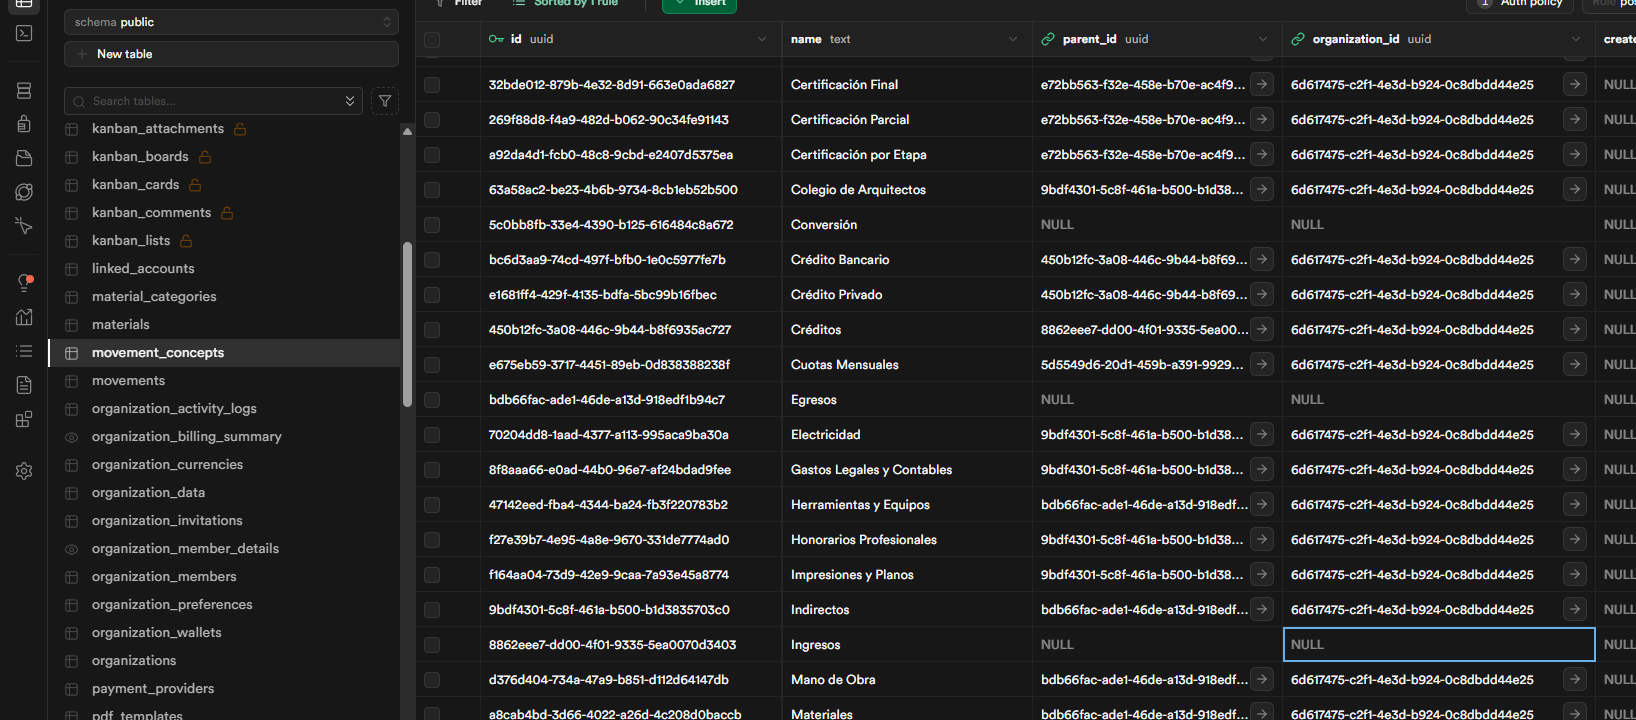 schema public
New table
Search tables...
kanban_attachments
kanban_boards
kanban_cards
kanban_comments
kanban_lists
linked_accounts
material_categories
materials
movement_concepts
movements
organization_activity_logs
organization_billing_summary
organization_currencies
organization_data
organization_invitations
organization_member_details
organization_members
organization_preferences
organization_wallets
organizations
payment_providers
pdf_templates
Filter Sorted by 1 rule Insert 1 Auth policy Role
id uuid name text parent_id uuid organization_id uuid
32bde012-879b-4e32-8d91-663e0ada6827 Certificación Final e72bb563-f32e-458e-b70e-ac4f9... 6d617475-c2f1-4e3d-b924-0c8dbdd44e25 NULL
269f88d8-f4a9-482d-b062-90c34fe91143 Certificación Parcial e72bb563-f32e-458e-b70e-ac4f9... 6d617475-c2f1-4e3d-b924-0c8dbdd44e25 NULL
a92da4d1-fcb0-48c8-9cbd-e2407d5375ea Certificación por Etapa e72bb563-f32e-458e-b70e-ac4f9... 6d617475-c2f1-4e3d-b924-0c8dbdd44e25 NULL
63a58ac2-be23-4b6b-9734-8cb1eb52b500 Colegio de Arquitectos 9bdf4301-5c8f-461a-b500-b1d38... 6d617475-c2f1-4e3d-b924-0c8dbdd44e25 NULL
5c0bb8fb-33e4-4390-b125-616484c8a672 Conversión NULL NULL NULL
bc6d3aa9-74cd-497f-bfb0-1e0c5977fe7b Crédito Bancario 450b12fc-3a08-446c-9b44-b8f69... 6d617475-c2f1-4e3d-b924-0c8dbdd44e25 NULL
e1681ff4-429f-4135-bdfa-5bc99b16fbec Crédito Privado 450b12fc-3a08-446c-9b44-b8f69... 6d617475-c2f1-4e3d-b924-0c8dbdd44e25 NULL
450b12fc-3a08-446c-9b44-b8f6935ac727 Créditos 8862eee7-dd00-4f01-9335-5ea00... 6d617475-c2f1-4e3d-b924-0c8dbdd44e25 NULL
e675eb59-3717-4451-89eb-0d838388238f Cuotas Mensuales 5d5549d6-20d1-459b-a391-9929... 6d617475-c2f1-4e3d-b924-0c8dbdd44e25 NULL
bdb66fac-ade1-46de-a13d-918edf1b94c7 Egresos NULL NULL NULL
70204dd8-1aad-4377-a113-995aca9ba30a Electricidad 9bdf4301-5c8f-461a-b500-b1d38... 6d617475-c2f1-4e3d-b924-0c8dbdd44e25 NULL
8f8aaa66-e0ad-44b0-96e7-af24bdad9fee Gastos Legales y Contables 9bdf4301-5c8f-461a-b500-b1d38... 6d617475-c2f1-4e3d-b924-0c8dbdd44e25 NULL
47142eed-fba4-4344-ba24-fb3f220783b2 Herramientas y Equipos bdb66fac-ade1-46de-a13d-918edf... 6d617475-c2f1-4e3d-b924-0c8dbdd44e25 NULL
f27e39b7-4e95-4a8e-9670-331de7774ad0 Honorarios Profesionales 9bdf4301-5c8f-461a-b500-b1d38... 6d617475-c2f1-4e3d-b924-0c8dbdd44e25 NULL
f164aa04-73d9-42e9-9caa-7a93e45a8774 Impresiones y Planos 9bdf4301-5c8f-461a-b500-b1d38... 6d617475-c2f1-4e3d-b924-0c8dbdd44e25 NULL
9bdf4301-5c8f-461a-b500-b1d3835703c0 Indirectos bdb66fac-ade1-46de-a13d-918edf... 6d617475-c2f1-4e3d-b924-0c8dbdd44e25 NULL
8862eee7-dd00-4f01-9335-5ea0070d3403 Ingresos NULL NULL NULL
d376d404-734a-47a9-b851-d112d64147db Mano de Obra bdb66fac-ade1-46de-a13d-918edf... 6d617475-c2f1-4e3d-b924-0c8dbdd44e25 NULL
a8cab4bd-3d66-4022-a26d-4c208d0baccb Materiales bdb66fac-ade1-46de-a13d-918edf... 6d617475-c2f1-4e3d-b924-0c8dbdd44e25 NULL